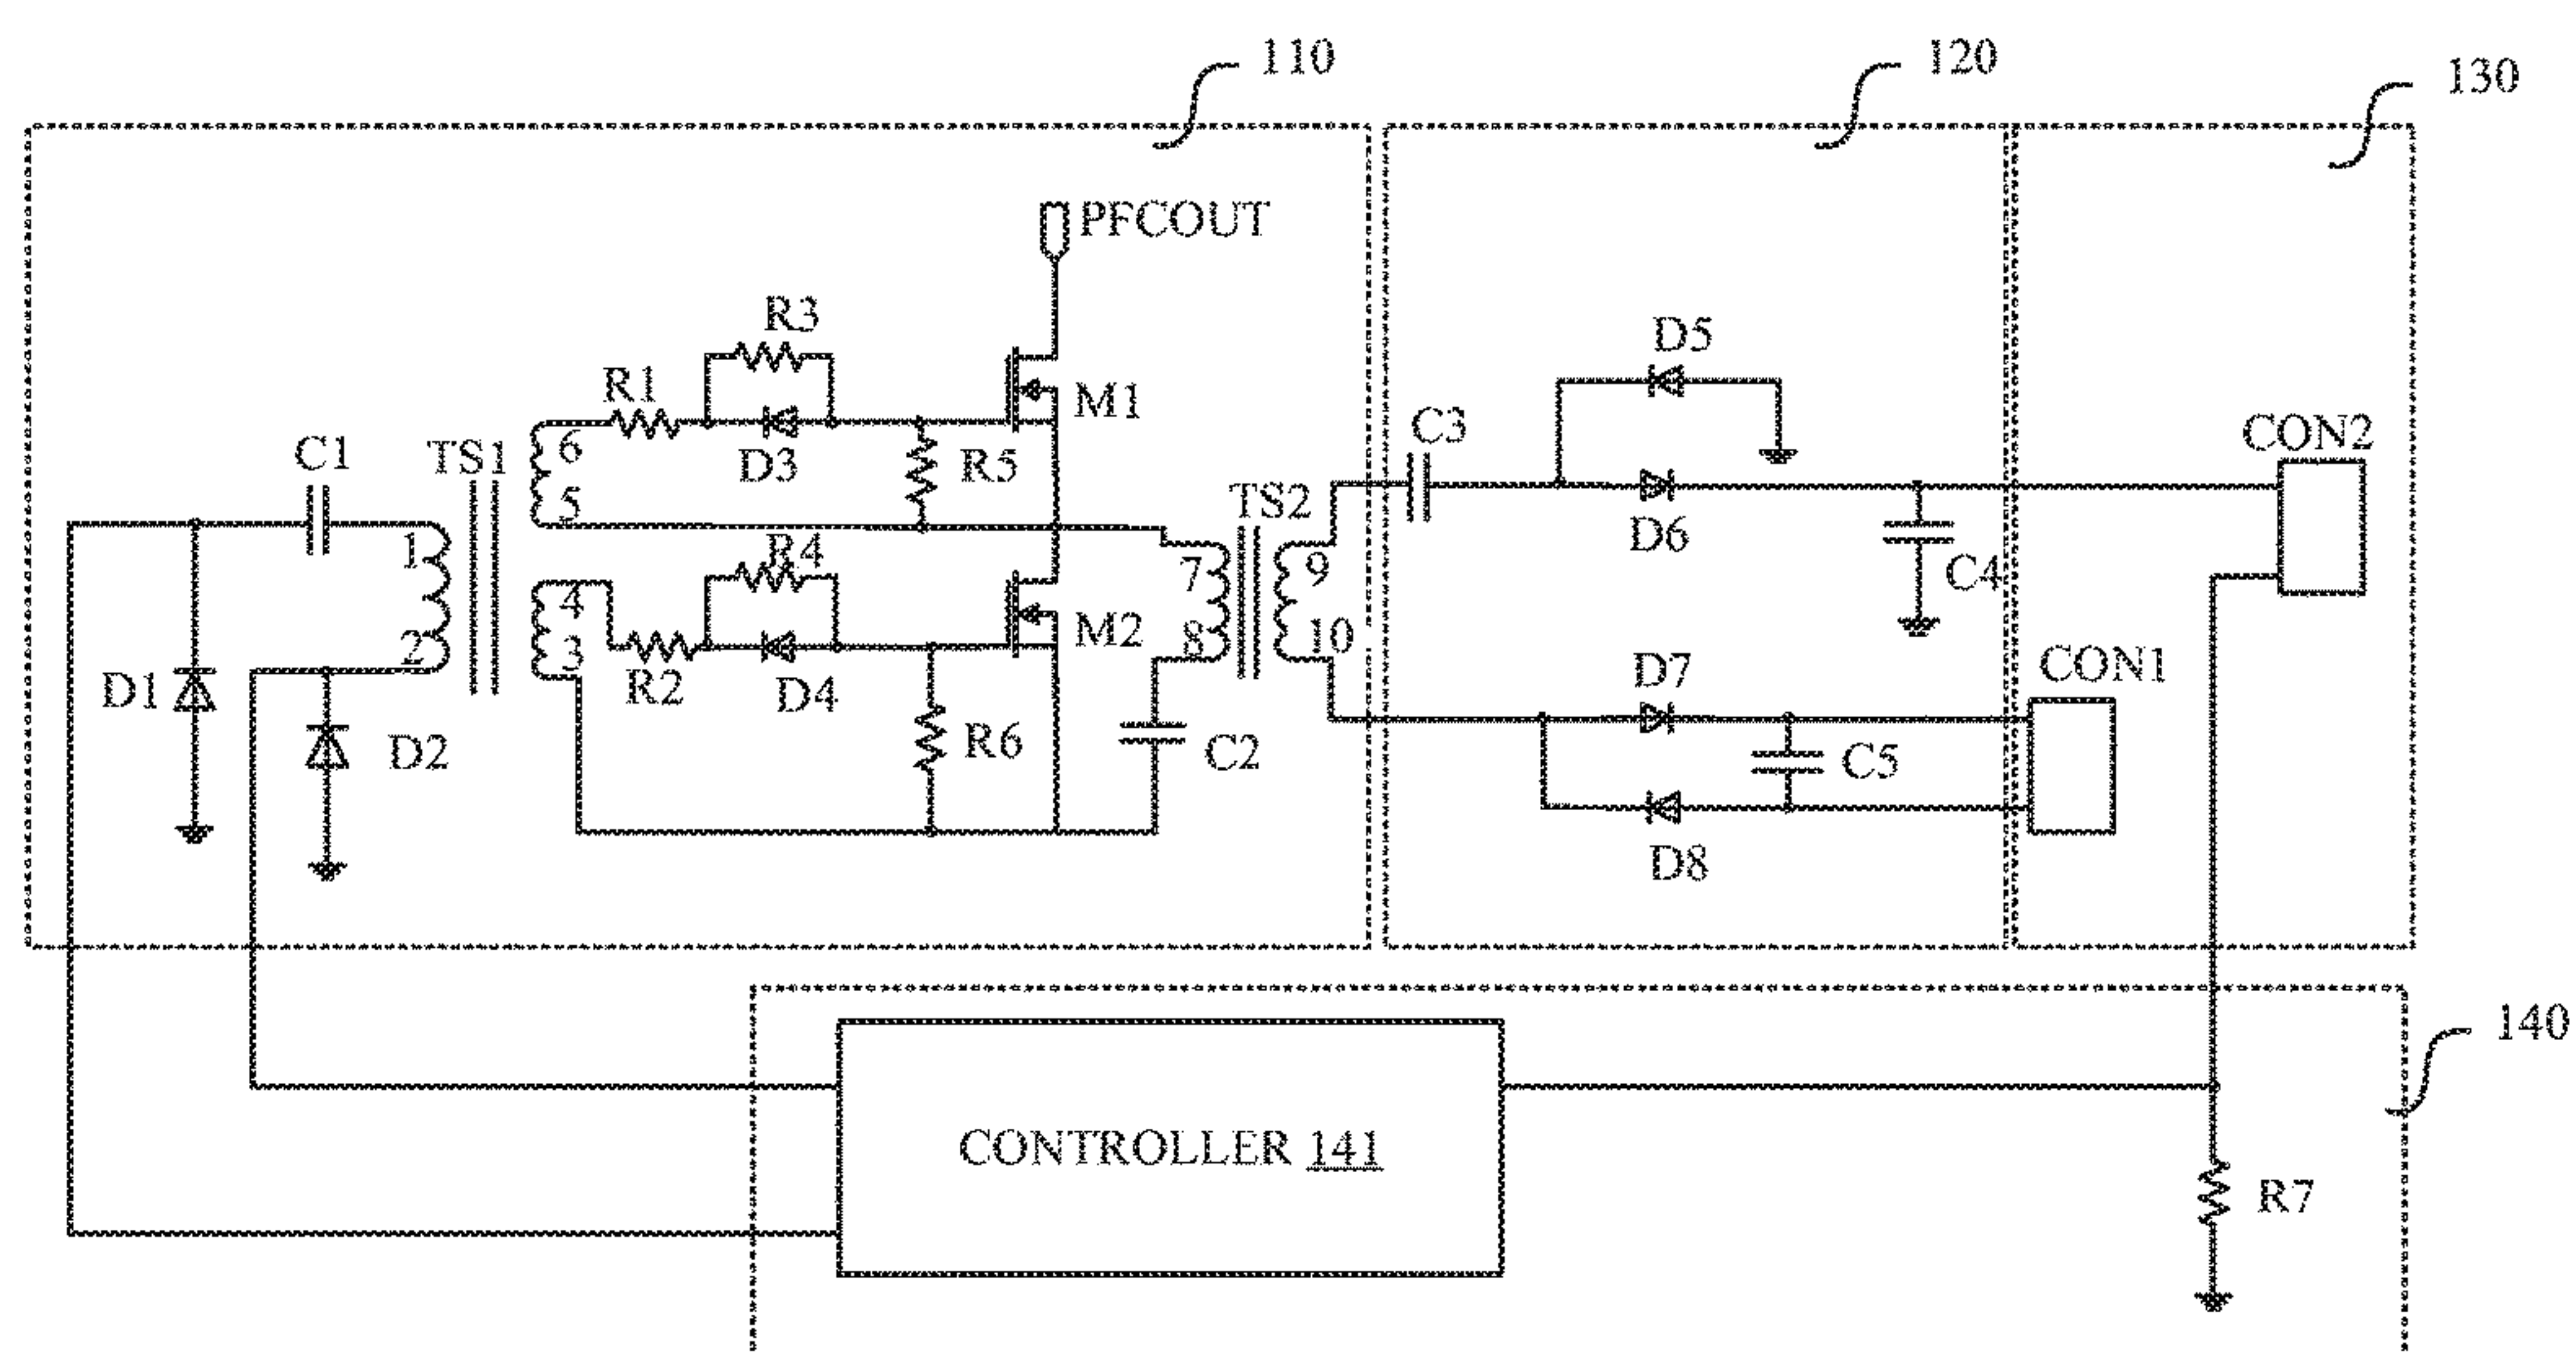 110
120
130
PFCOUT
R3
D5
R1
M1
C3
CON2
C1
TS1
6
D3
R5
TS2
5
D6
R4
1
7
9
C4
4
M2
2
3
8
10
D1
R2
D4
D7
CON1
D2
R6
C2
C5
D8
140
CONTROLLER 141
R7